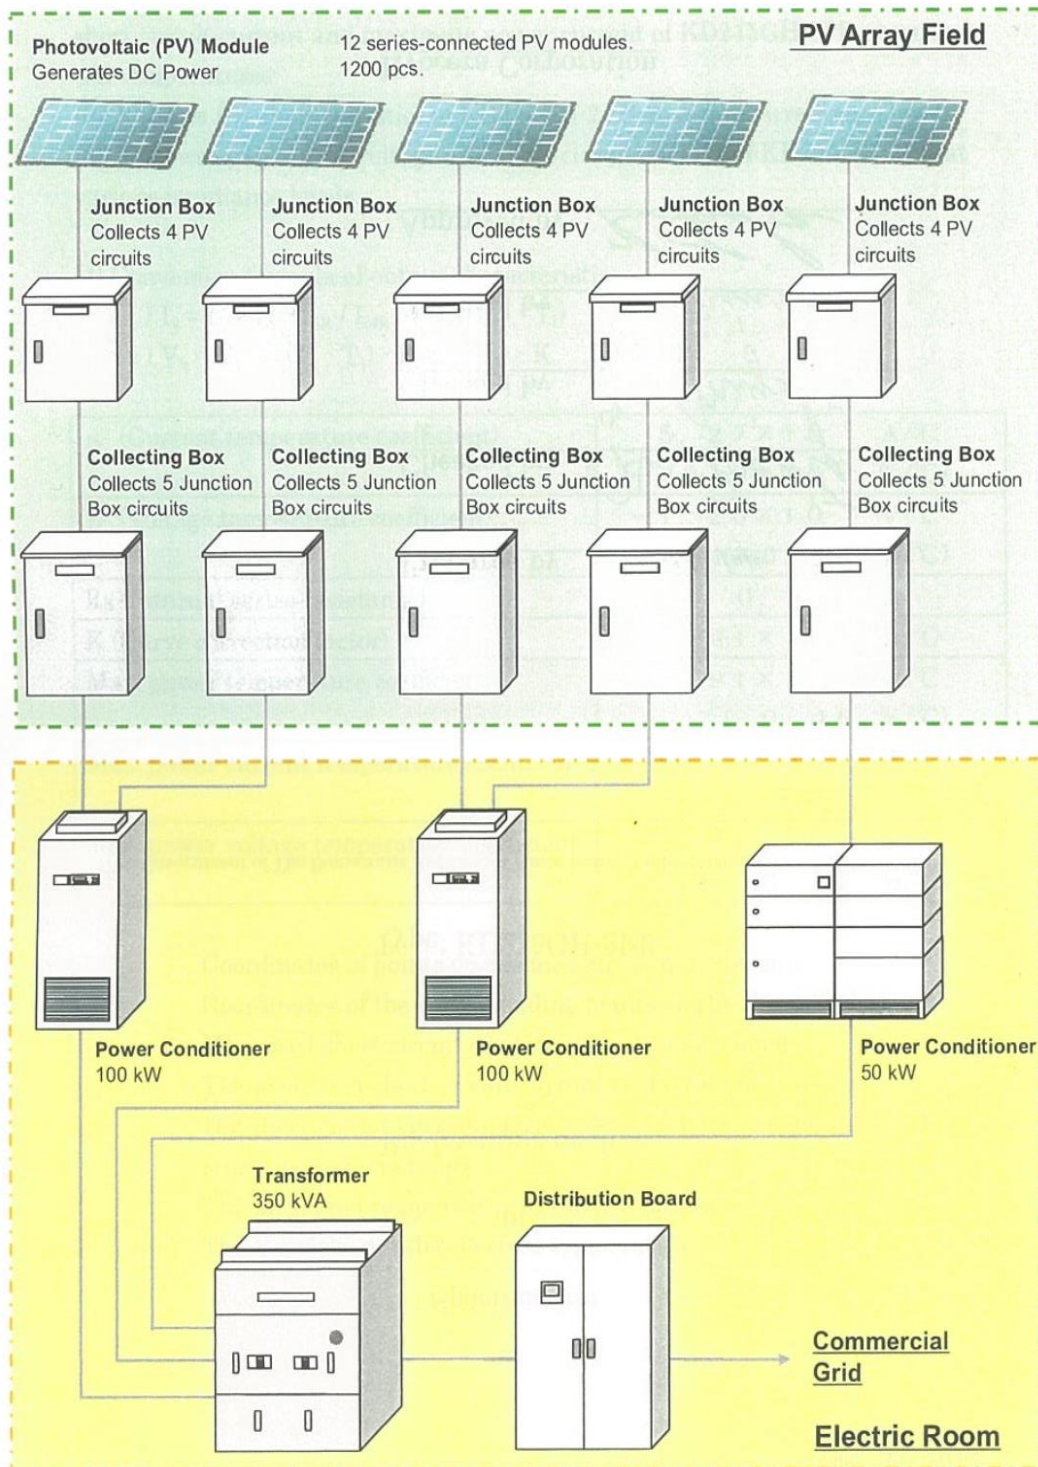 Photovoltaic (PV) Module
Generates DC Power
12 series-connected PV modules.
1200 pcs.
PV Array Field
Junction Box
Collects 4 PV
circuits
Junction Box
Collects 4 PV
circuits
Junction Box
Collects 4 PV
circuits
Junction Box
Collects 4 PV
circuits
Junction Box
Collects 4 PV
circuits
Collecting Box
Collects 5 Junction
Box circuits
Collecting Box
Collects 5 Junction
Box circuits
Collecting Box
Collects 5 Junction
Box circuits
Collecting Box
Collects 5 Junction
Box circuits
Collecting Box
Collects 5 Junction
Box circuits
Power Conditioner
100 kW
Power Conditioner
100 kW
Power Conditioner
50 kW
Transformer
350 kVA
Distribution Board
Commercial
Grid
Electric Room